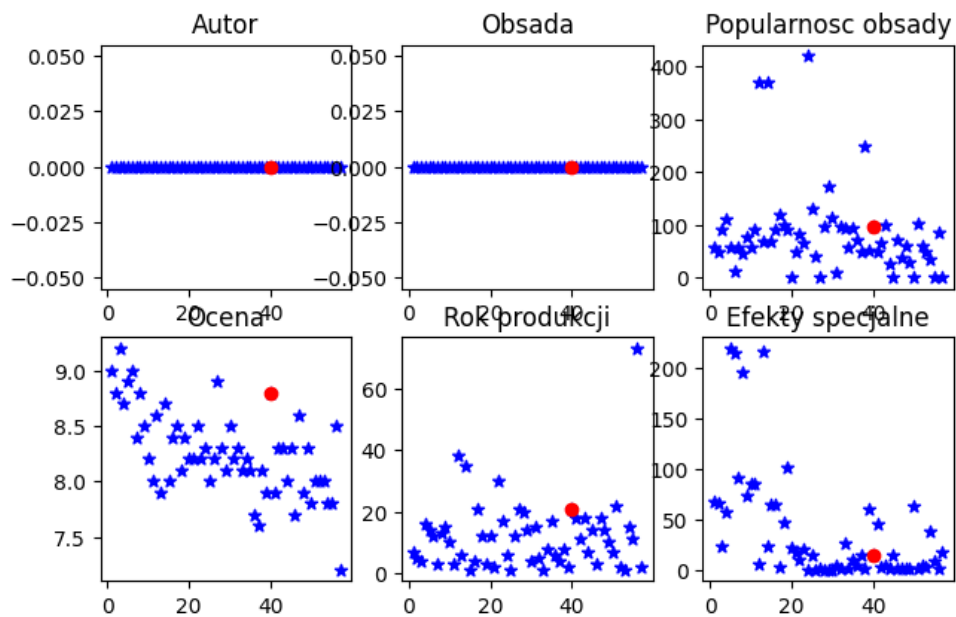 Autor Obsada Popularnosc obsady
0.050 0.050 400
0.025 0.025 300
0.000 0.000 200
−0.025 −0.025 100
−0.050 −0.050 0
0 20 40 0 20 40 0 20 40
Ocena Rok produkcji Efekty specjalne
9.0 60 200
8.5 40 150
8.0 20 100
7.5 0 50
0
0 20 40 0 20 40 0 20 40